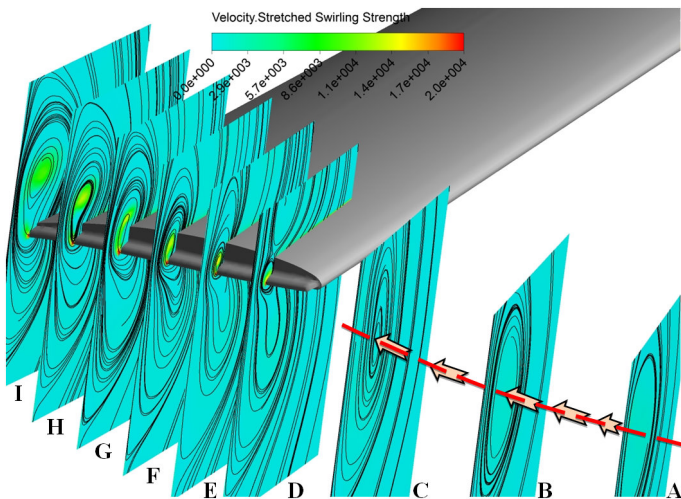 Velocity.Stretched Swirling Strength
0.0e+000
2.9e+003
5.7e+003
8.6e+003
1.1e+004
1.4e+004
1.7e+004
2.0e+004
I
H
G
F
E
D
C
B
A